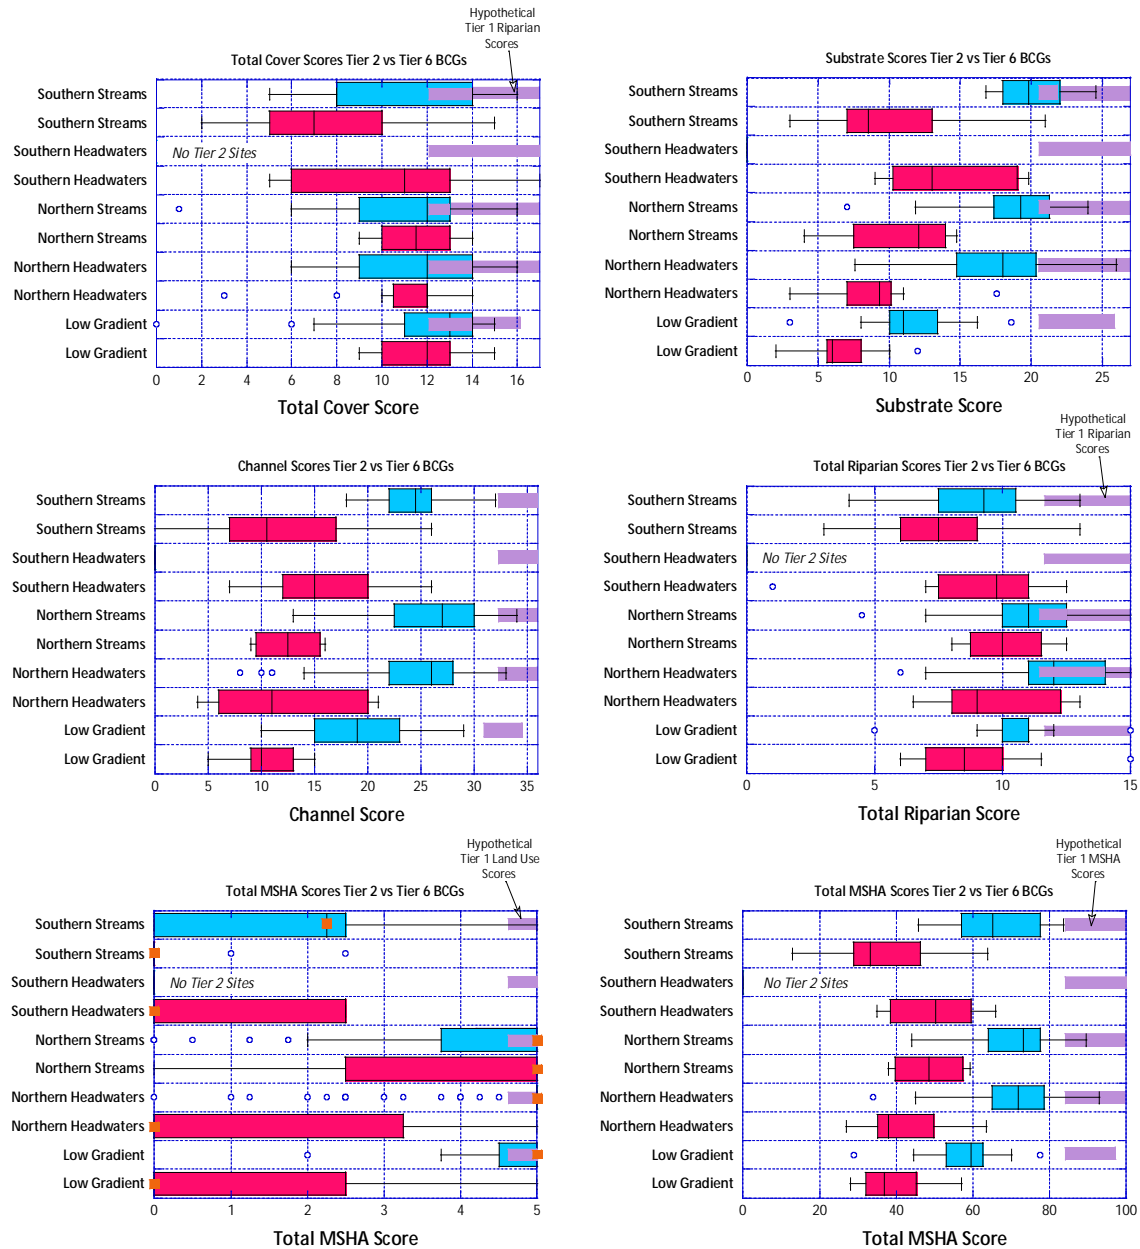 Hypothetical
Tier 1 Riparian
Scores
Total Cover Scores Tier 2 vs Tier 6 BCGs
Southern Streams
Southern Streams
Southern Headwaters
No Tier 2 Sites
Southern Headwaters
Northern Streams
Northern Streams
Northern Headwaters
Northern Headwaters
Low Gradient
Low Gradient
0 2 4 6 8 10 12 14 16
Total Cover Score
Substrate Scores Tier 2 vs Tier 6 BCGs
Southern Streams
Southern Streams
Southern Headwaters
Southern Headwaters
Northern Streams
Northern Streams
Northern Headwaters
Northern Headwaters
Low Gradient
Low Gradient
0 5 10 15 20 25
Substrate Score
Channel Scores Tier 2 vs Tier 6 BCGs
Southern Streams
Southern Streams
Southern Headwaters
Southern Headwaters
Northern Streams
Northern Streams
Northern Headwaters
Northern Headwaters
Low Gradient
Low Gradient
0 5 10 15 20 25 30 35
Channel Score
Hypothetical
Tier 1 Riparian
Scores
Total Riparian Scores Tier 2 vs Tier 6 BCGs
Southern Streams
Southern Streams
Southern Headwaters
No Tier 2 Sites
Southern Headwaters
Northern Streams
Northern Streams
Northern Headwaters
Northern Headwaters
Low Gradient
Low Gradient
0 5 10 15
Total Riparian Score
Hypothetical
Tier 1 Land Use
Scores
Total MSHA Scores Tier 2 vs Tier 6 BCGs
Southern Streams
Southern Streams
Southern Headwaters
No Tier 2 Sites
Southern Headwaters
Northern Streams
Northern Streams
Northern Headwaters
Northern Headwaters
Low Gradient
Low Gradient
0 1 2 3 4 5
Total MSHA Score
Hypothetical
Tier 1 MSHA
Scores
Total MSHA Scores Tier 2 vs Tier 6 BCGs
Southern Streams
Southern Streams
Southern Headwaters
No Tier 2 Sites
Southern Headwaters
Northern Streams
Northern Streams
Northern Headwaters
Northern Headwaters
Low Gradient
Low Gradient
0 20 40 60 80 100
Total MSHA Score